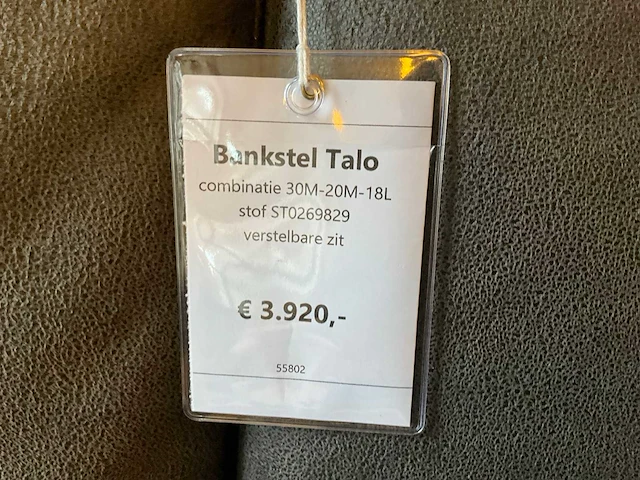 Bankstel Talo
combinatie 30M-20M-18L
stof ST0269829
verstelbare zit
€ 3.920,-
55802